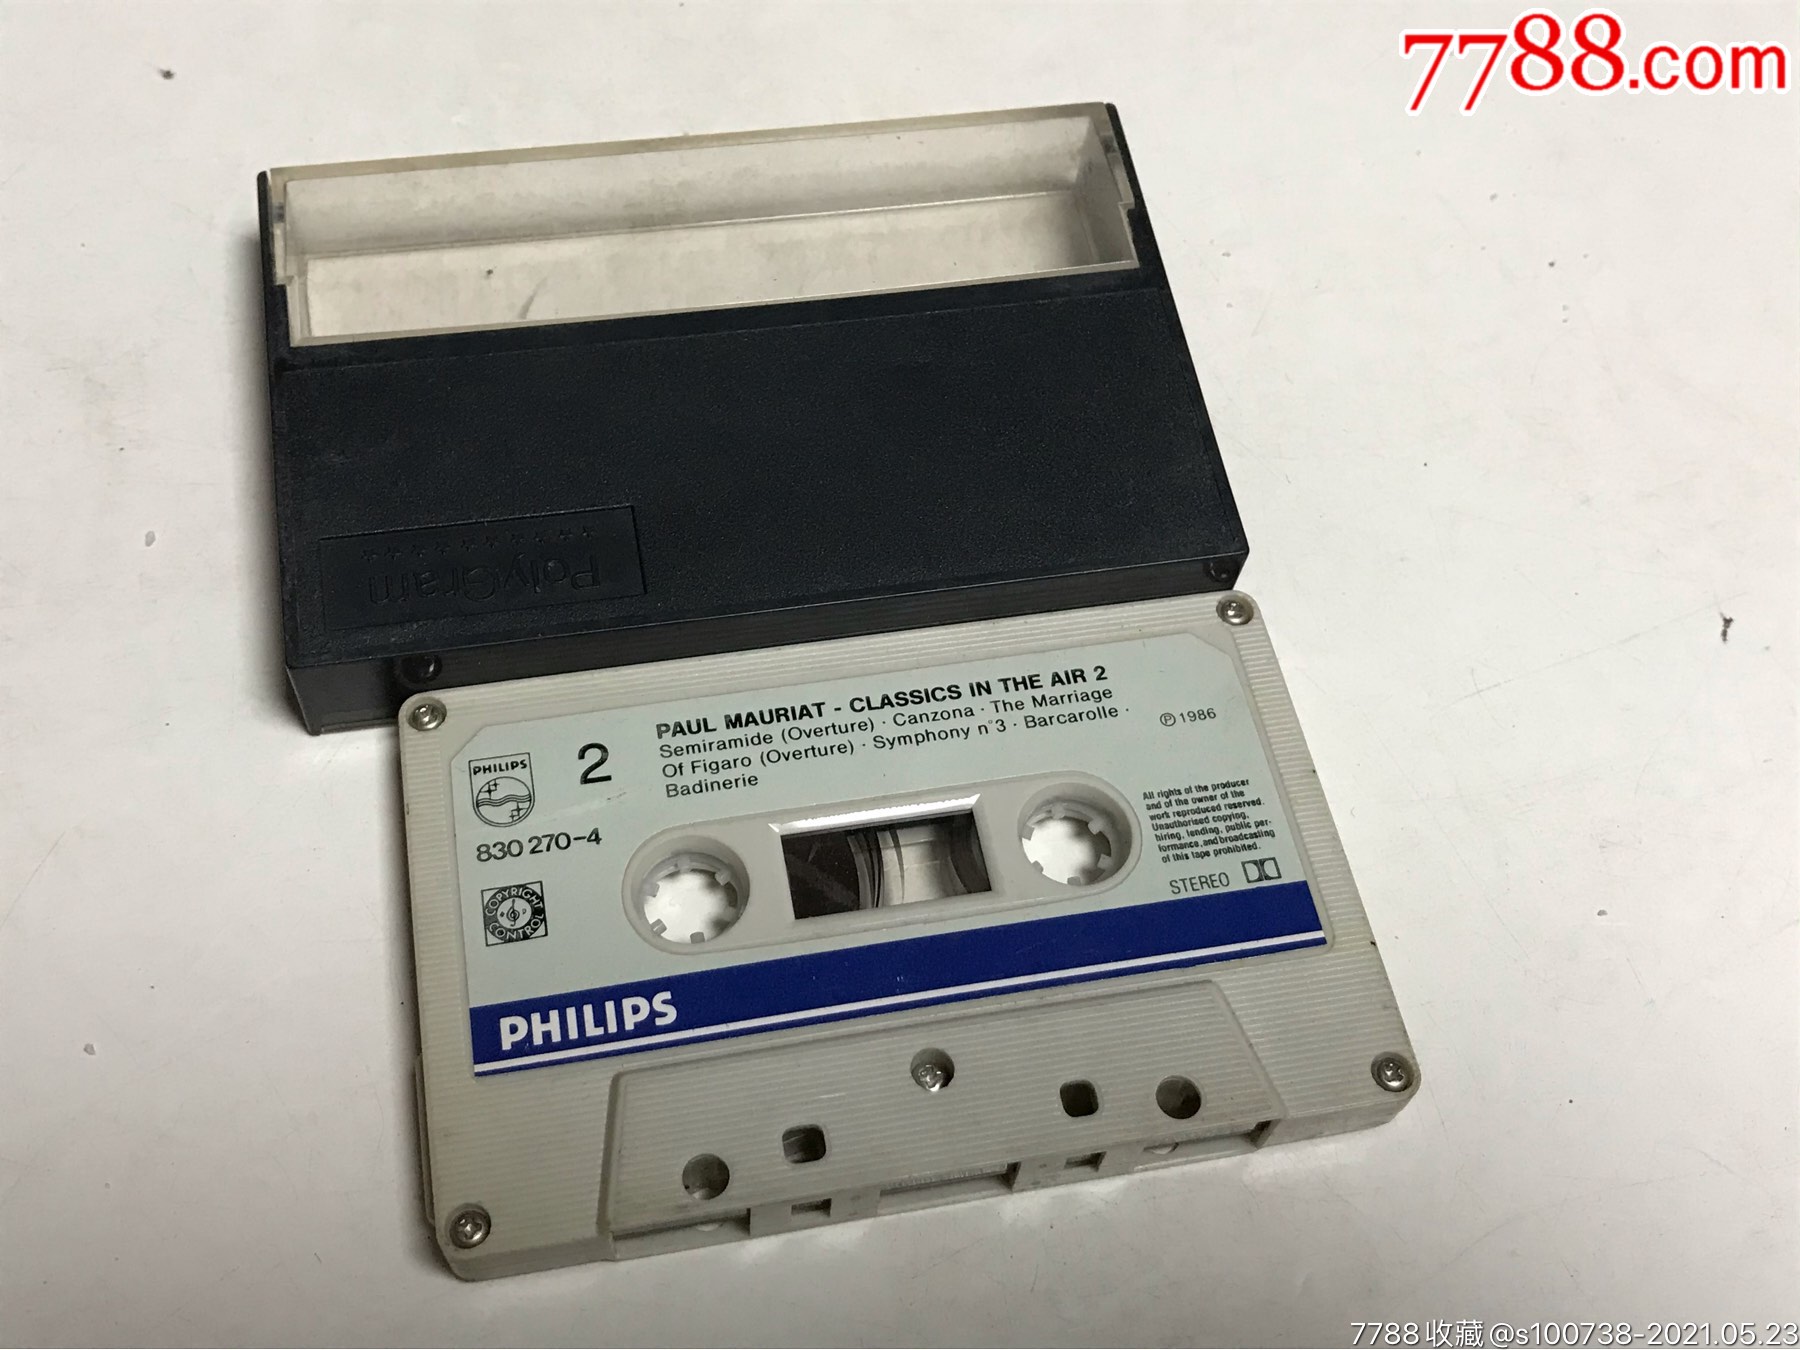 7788.com
PolyGram
PAUL MAURIAT - CLASSICS IN THE AIR 2
Semiramide (Overture) · Canzona · The Marriage
Of Figaro (Overture) · Symphony n°3 · Barcarolle ·
Badinerie
℗ 1986
PHILIPS
2
830 270-4
COPYRIGHT
CONTROL
All rights of the producer
and of the owner of the
work reproduced reserved.
Unauthorised copying,
hiring, lending, public per-
formance, and broadcasting
of this tape prohibited.
STEREO
PHILIPS
7788收藏@s100738-2021.05.23